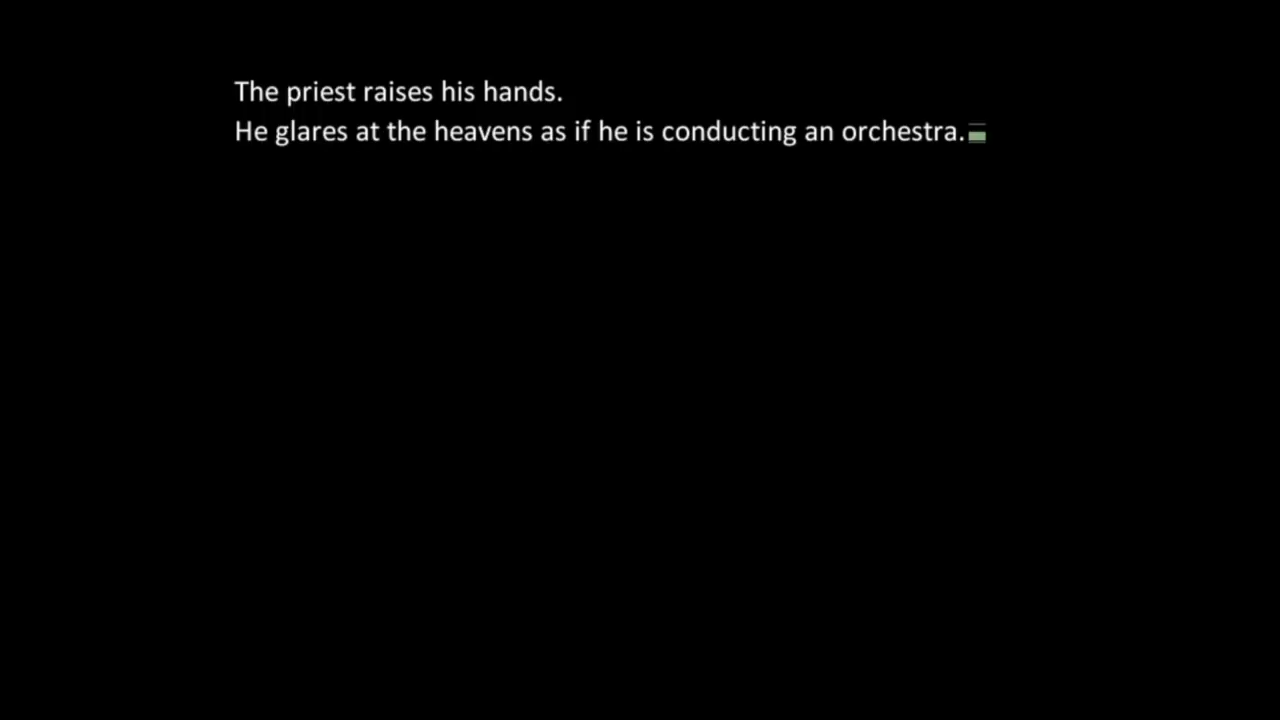 The priest raises his hands.
He glares at the heavens as if he is conducting an orchestra.